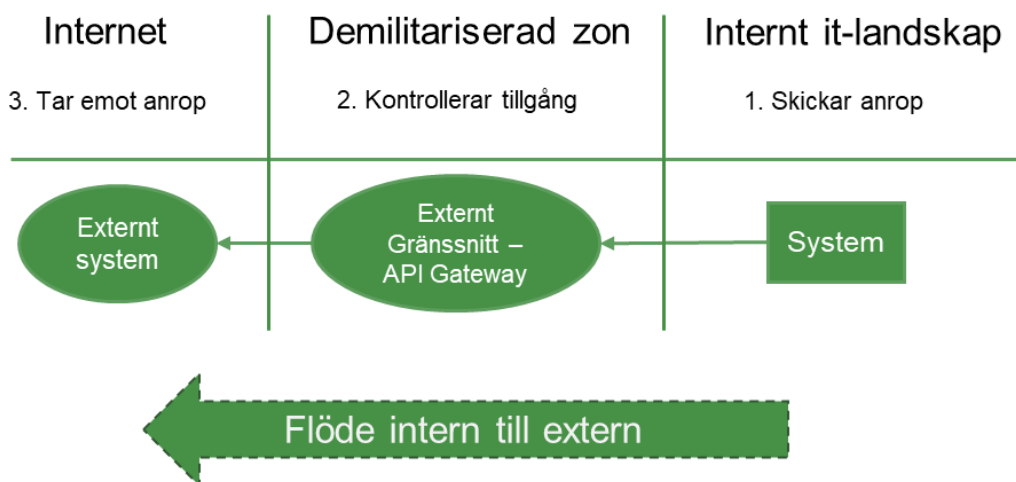 Internet
Demilitariserad zon
Internt it-landskap
3. Tar emot anrop
2. Kontrollerar tillgång
1. Skickar anrop
Externt
system
Externt
Gränssnitt –
API Gateway
System
Flöde intern till extern